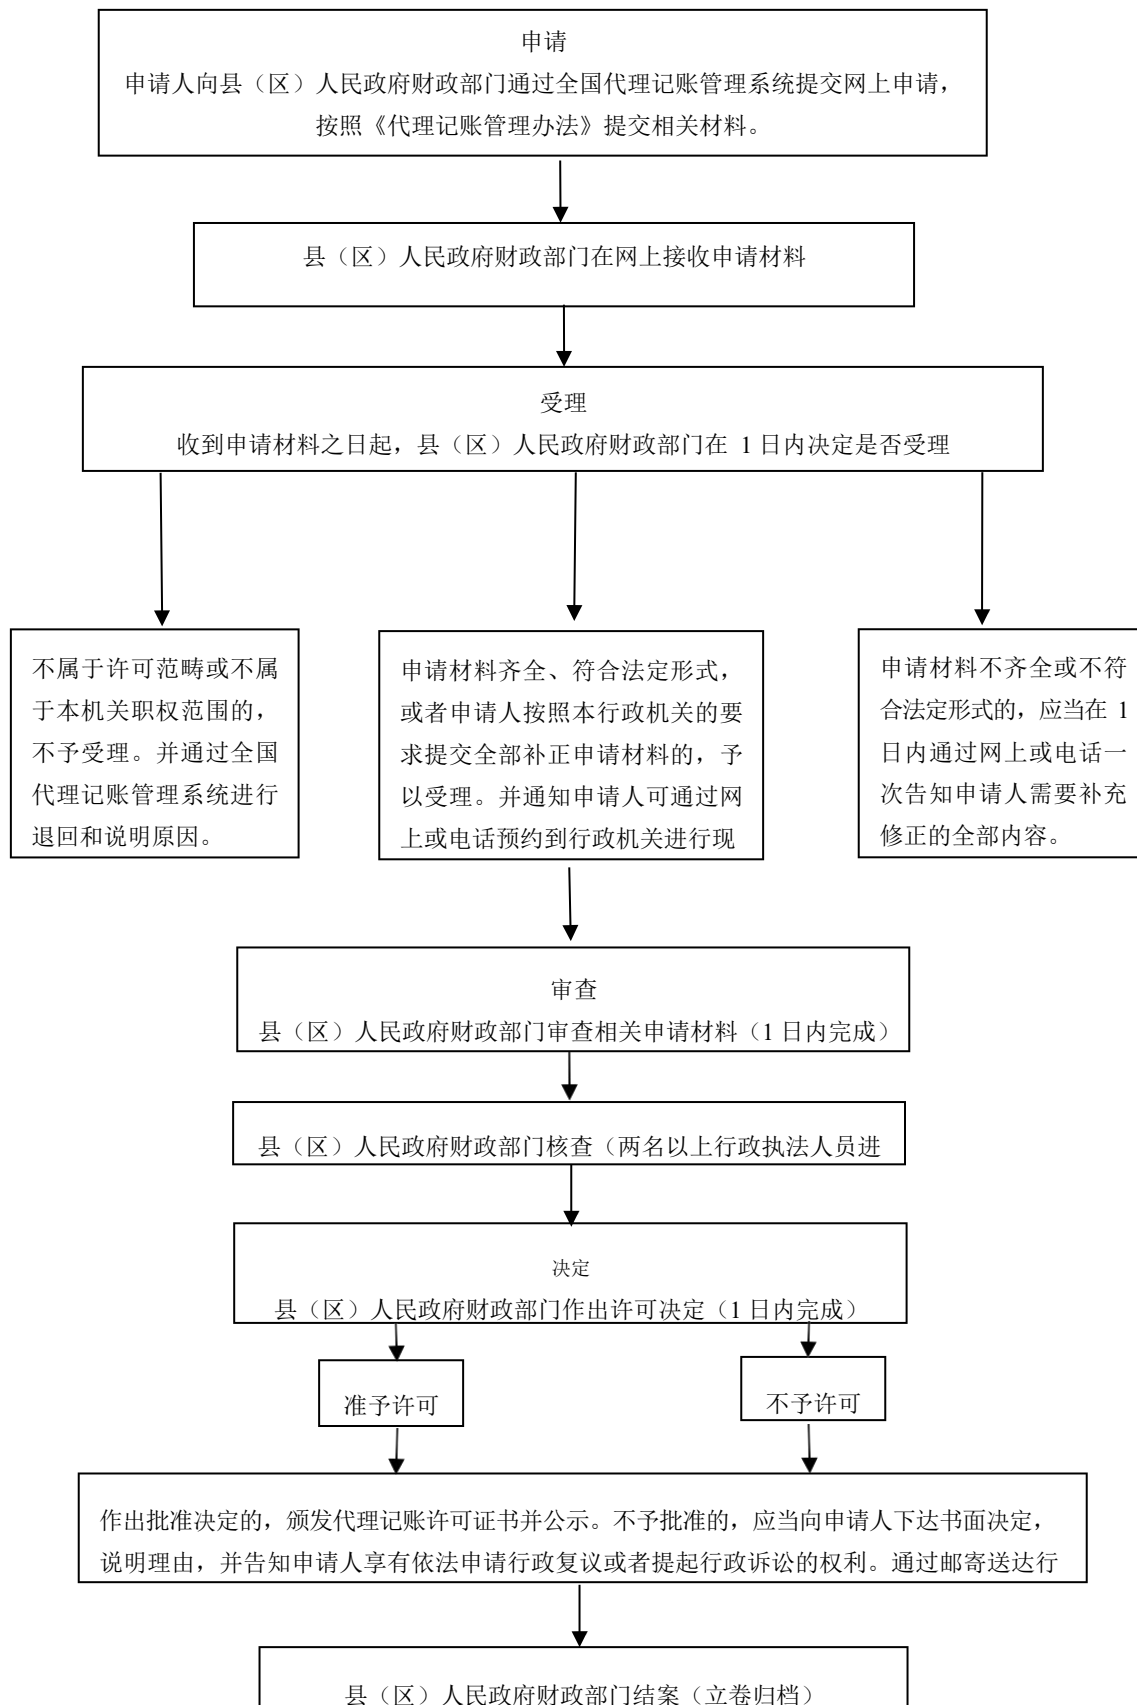 申请
申请人向县（区）人民政府财政部门通过全国代理记账管理系统提交网上申请，
按照《代理记账管理办法》提交相关材料。
县（区）人民政府财政部门在网上接收申请材料
受理
收到申请材料之日起，县（区）人民政府财政部门在 1 日内决定是否受理
不属于许可范畴或不属
于本机关职权范围的，
不予受理。并通过全国
代理记账管理系统进行
退回和说明原因。
申请材料齐全、符合法定形式，
或者申请人按照本行政机关的要
求提交全部补正申请材料的，予
以受理。并通知申请人可通过网
上或电话预约到行政机关进行现
申请材料不齐全或不符
合法定形式的，应当在 1
日内通过网上或电话一
次告知申请人需要补充
修正的全部内容。
审查
县（区）人民政府财政部门审查相关申请材料（1 日内完成）
县（区）人民政府财政部门核查（两名以上行政执法人员进
决定
县（区）人民政府财政部门作出许可决定（1 日内完成）
准予许可
不予许可
作出批准决定的，颁发代理记账许可证书并公示。不予批准的，应当向申请人下达书面决定，
说明理由，并告知申请人享有依法申请行政复议或者提起行政诉讼的权利。通过邮寄送达行
县（区）人民政府财政部门结案（立卷归档）